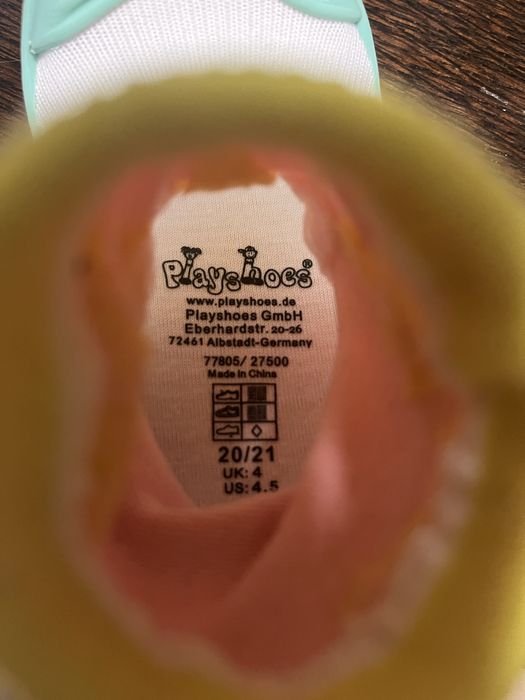 Playshoes®
www.playshoes.de
Playshoes GmbH
Eberhardstr. 20-26
72461 Albstadt-Germany
77805/ 27500
Made in China
20/21
UK: 4
US: 4.5